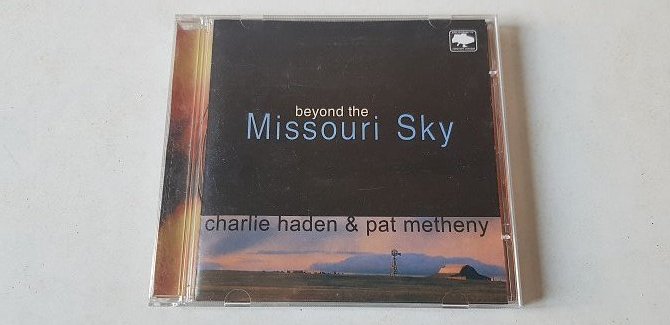 beyond the
Missouri Sky
charlie haden & pat metheny